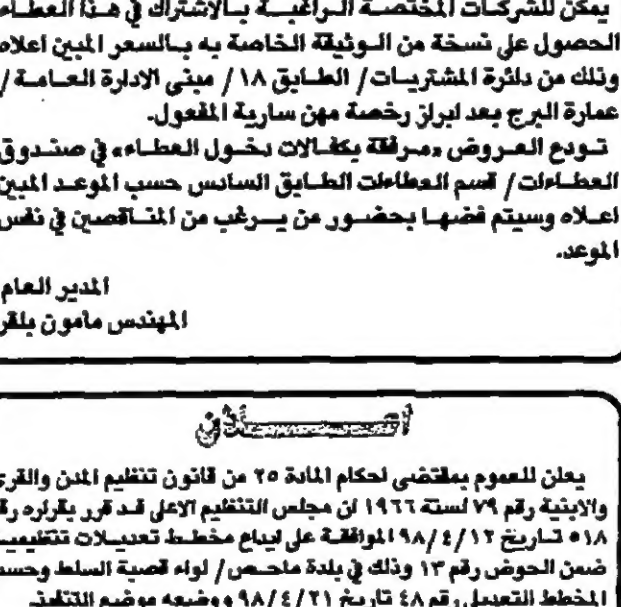 يمكن للشركات المختصة الراغبة بالاشتراك في هذا العطاء
الحصول على نسخة من الوثيقة الخاصة به بالسعر المبين اعلاه
وذلك من دائرة المشتريات/ الطابق ١٨ / مبنى الادارة العامة/
عمارة البرج بعد ابراز رخصة مهن سارية المفعول.
تودع العروض «مرفقة بكفالات دخول العطاء» في صندوق
العطاءات/ قسم العطاءات الطابق السادس حسب الموعد المبين
اعلاه وسيتم فضها بحضور من يرغب من المناقصين في نفس
الموعد.
المدير العام
المهندس مامون بلقر
اعلان
يعلن للعموم بمقتضى احكام المادة ٢٥ من قانون تنظيم المدن والقرى
والابنية رقم ٧٩ لسنة ١٩٦٦ ان مجلس التنظيم الاعلى قد قرر بقراره رق
٥١٨ تاريخ ٩٨/٤/١٢ الموافقة على ايداع مخطط تعديلات تنظيمية
ضمن الحوض رقم ١٣ وذلك في بلدة ماحص/ لواء قصبة السلط وحسب
المخطط التعديلي رقم ٤٨ تاريخ ٩٨/٤/٢١ ووضعه موضع التنفيذ